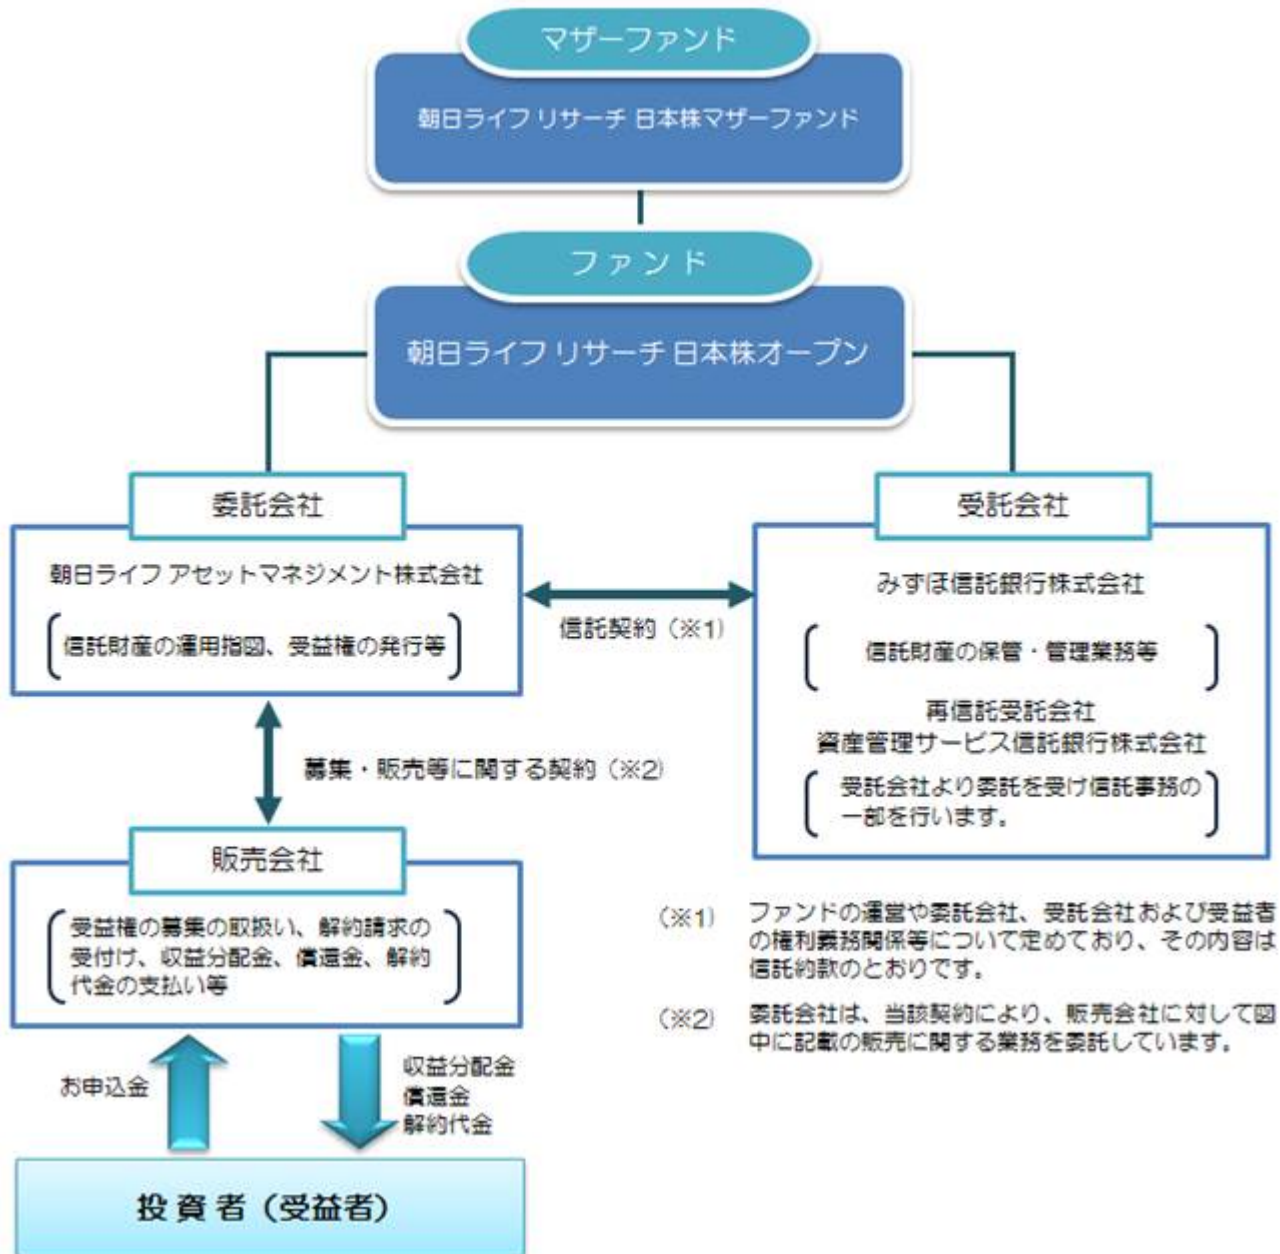 マザーファンド
朝日ライフ リサーチ 日本株マザーファンド
ファンド
朝日ライフ リサーチ 日本株オープン
委託会社
朝日ライフ アセットマネジメント株式会社
信託財産の運用指図、受益権の発行等
信託契約（※1）
受託会社
みずほ信託銀行株式会社
信託財産の保管・管理業務等
再信託受託会社
資産管理サービス信託銀行株式会社
受託会社より委託を受け信託事務の
一部を行います。
募集・販売等に関する契約（※2）
販売会社
受益権の募集の取扱い、解約請求の
受付け、収益分配金、償還金、解約
代金の支払い等
（※1） ファンドの運営や委託会社、受託会社および受益者
の権利義務関係等について定めており、その内容は
信託約款のとおりです。
（※2） 委託会社は、当該契約により、販売会社に対して図
中に記載の販売に関する業務を委託しています。
お申込金
収益分配金
償還金
解約代金
投資者（受益者）